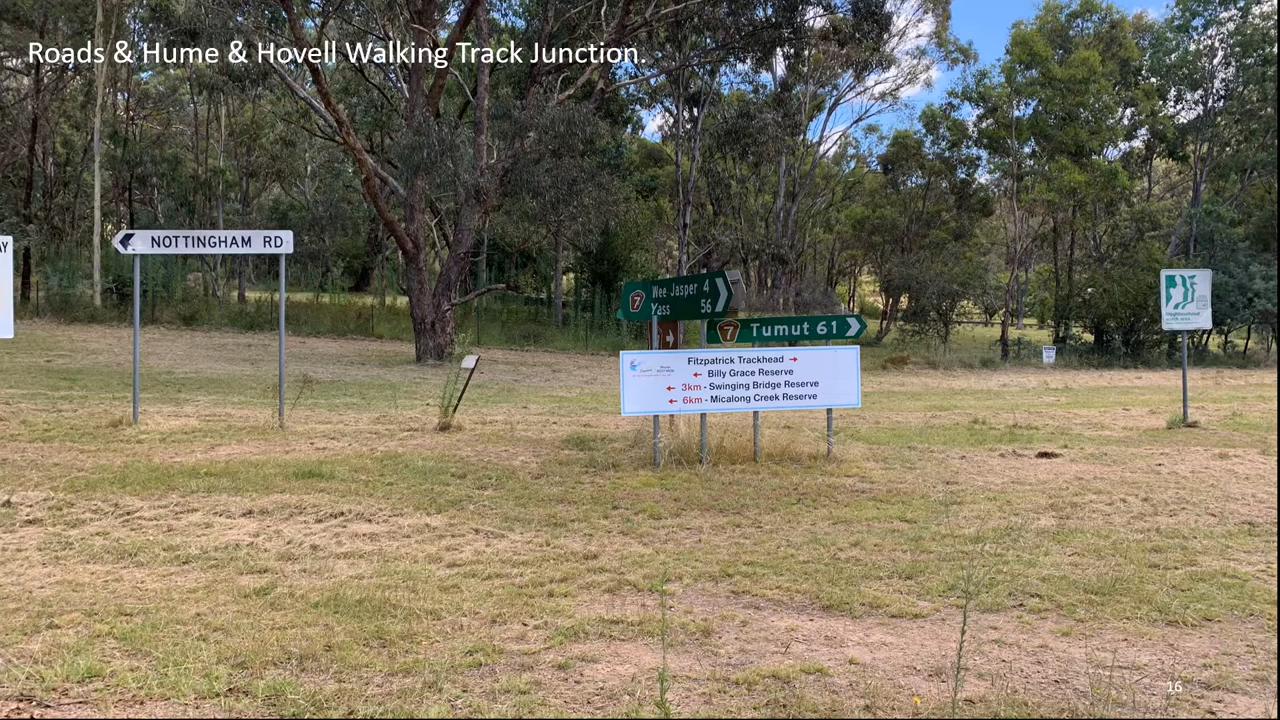 Roads & Hume & Hovell Walking Track Junction.
AY
NOTTINGHAM RD
7 Wee Jasper 4
Yass 56
7 Tumut 61
Fitzpatrick Trackhead →
← Billy Grace Reserve
← 3km - Swinging Bridge Reserve
← 6km - Micalong Creek Reserve
16